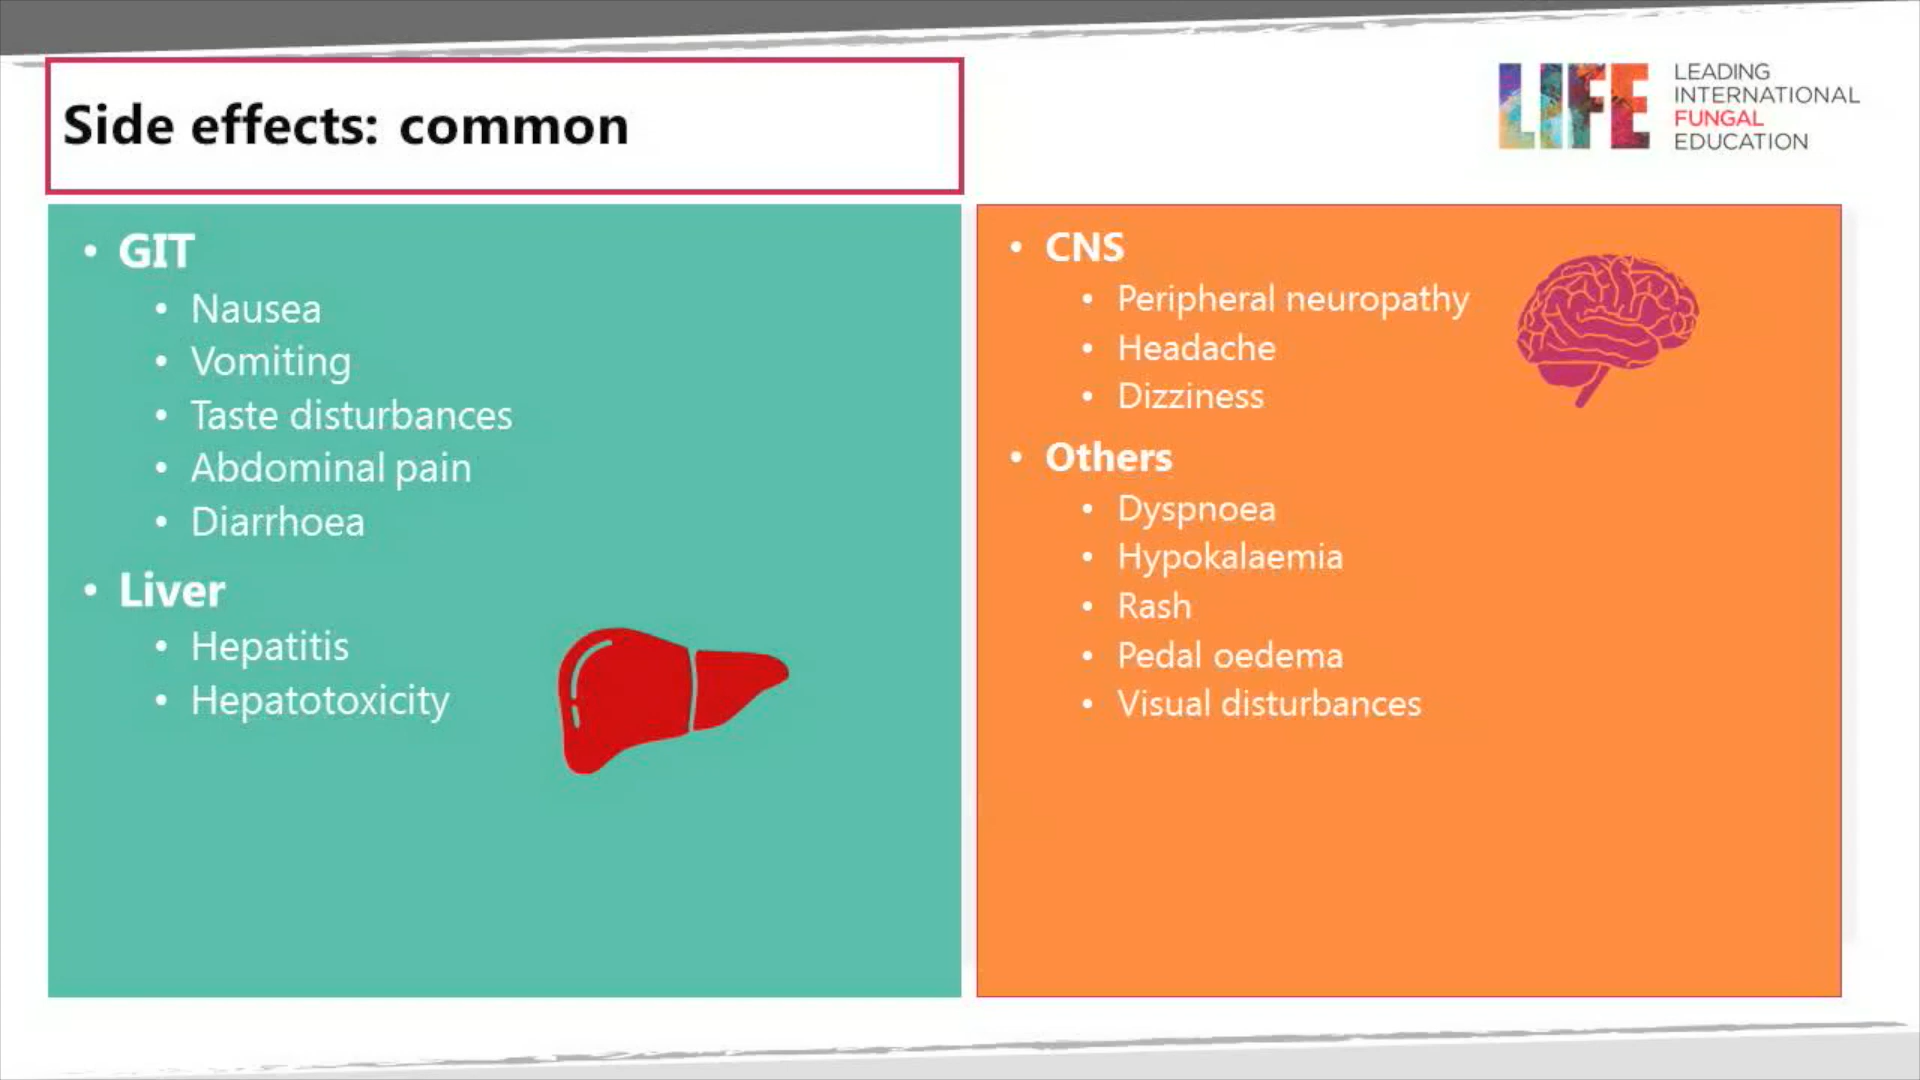 Side effects: common
LIFE
LEADING
INTERNATIONAL
FUNGAL
EDUCATION
• GIT
• Nausea
• Vomiting
• Taste disturbances
• Abdominal pain
• Diarrhoea
• Liver
• Hepatitis
• Hepatotoxicity
• CNS
• Peripheral neuropathy
• Headache
• Dizziness
• Others
• Dyspnoea
• Hypokalaemia
• Rash
• Pedal oedema
• Visual disturbances